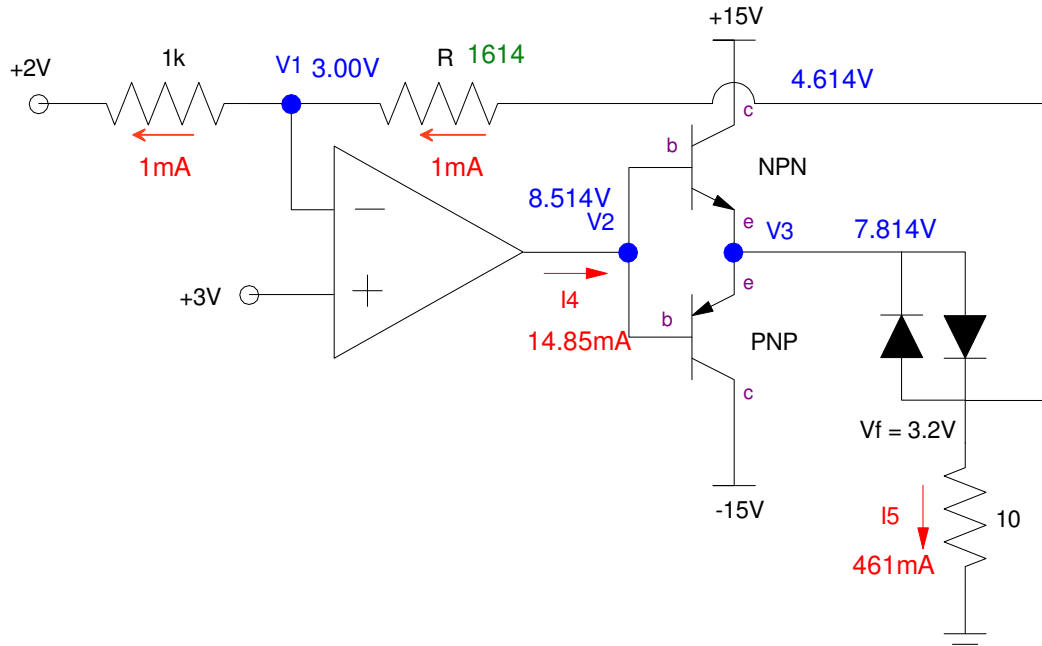 +15V
+2V
1k
V1
3.00V
R
1614
4.614V
c
1mA
1mA
b
NPN
8.514V
V2
e
V3
7.814V
−
+
+3V
I4
14.85mA
e
b
PNP
c
Vf = 3.2V
-15V
I5
10
461mA